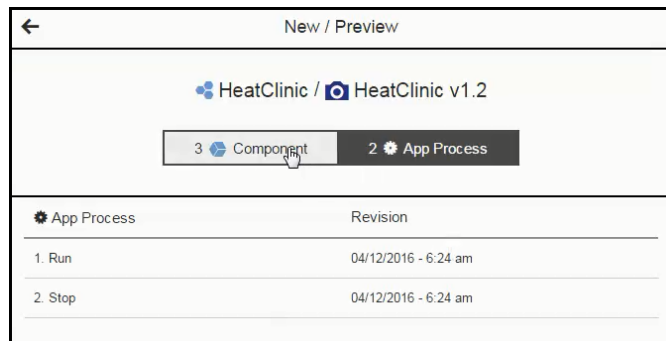 New / Preview
HeatClinic / HeatClinic v1.2
3 Component 2 App Process
App Process Revision
1. Run 04/12/2016 - 6:24 am
2. Stop 04/12/2016 - 6:24 am